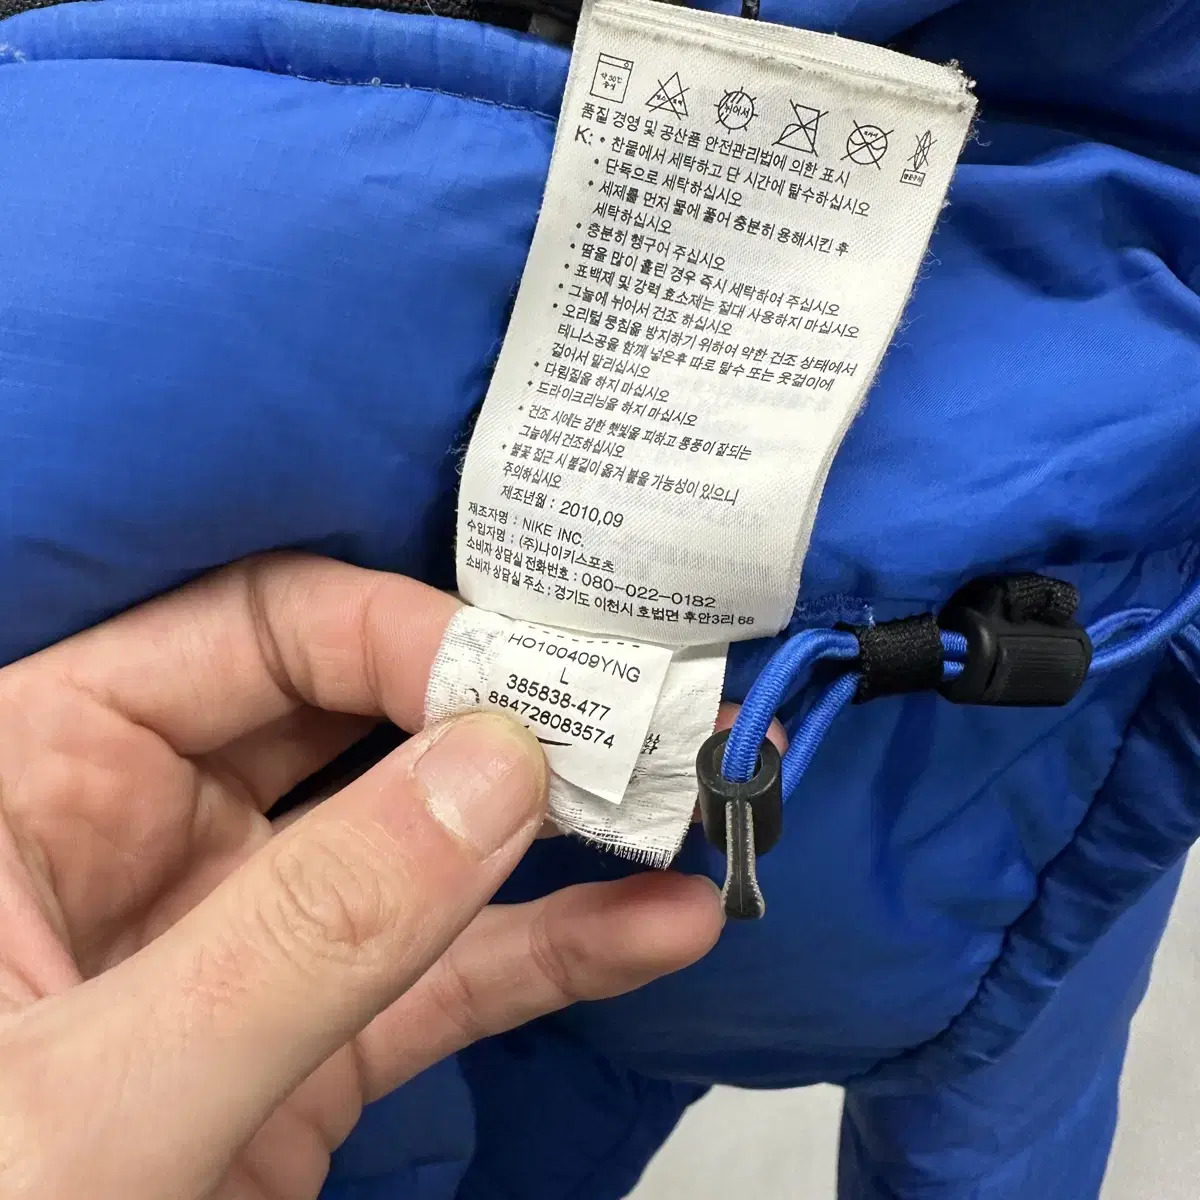 약 30℃
중성
뉘어서
품질 경영 및 공산품 안전관리법에 의한 표시
K: • 찬물에서 세탁하고 단 시간에 탈수하십시오
• 단독으로 세탁하십시오
• 세제를 먼저 물에 풀어 충분히 용해시킨 후
세탁하십시오
• 충분히 헹구어 주십시오
• 땀을 많이 흘린 경우 즉시 세탁하여 주십시오
• 표백제 및 강력 효소제는 절대 사용하지 마십시오
• 그늘에 뉘어서 건조 하십시오
• 오리털 뭉침을 방지하기 위하여 약한 건조 상태에서
테니스공을 함께 넣은후 따로 탈수 또는 옷걸이에
걸어서 말리십시오
• 다림질을 하지 마십시오
• 드라이크리닝을 하지 마십시오
* 건조 시에는 강한 햇빛을 피하고 통풍이 잘되는
그늘에서 건조하십시오
* 불꽃 접근 시 불길이 옮겨 붙을 가능성이 있으니
주의하십시오
제조년월 : 2010,09
제조자명 : NIKE INC.
수입자명 : (주)나이키스포츠
소비자 상담실 전화번호 : 080-022-0182
소비자 상담실 주소 : 경기도 이천시 호법면 후안3리 68
HO100409YNG
L
385838-477
884726083574